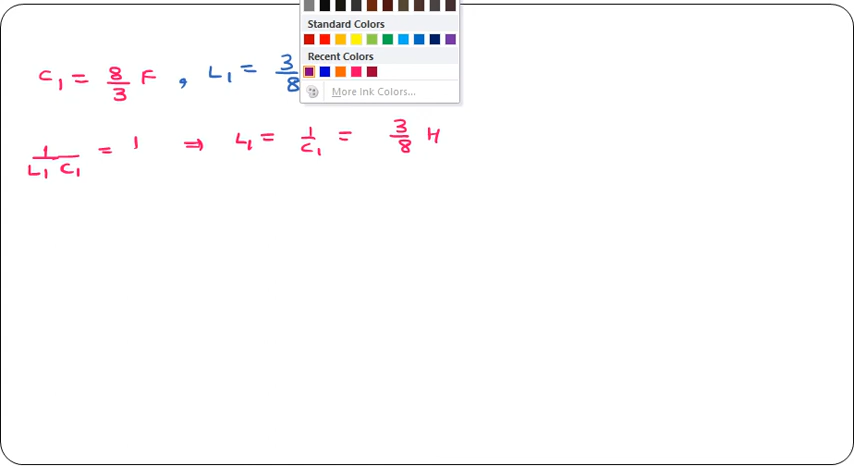 Standard Colors
Recent Colors
More Ink Colors...
C₁ = 8/3 F , L₁ = 3/8
1/(L₁ C₁) = 1 ⇒ L₁ = 1/C₁ = 3/8 H